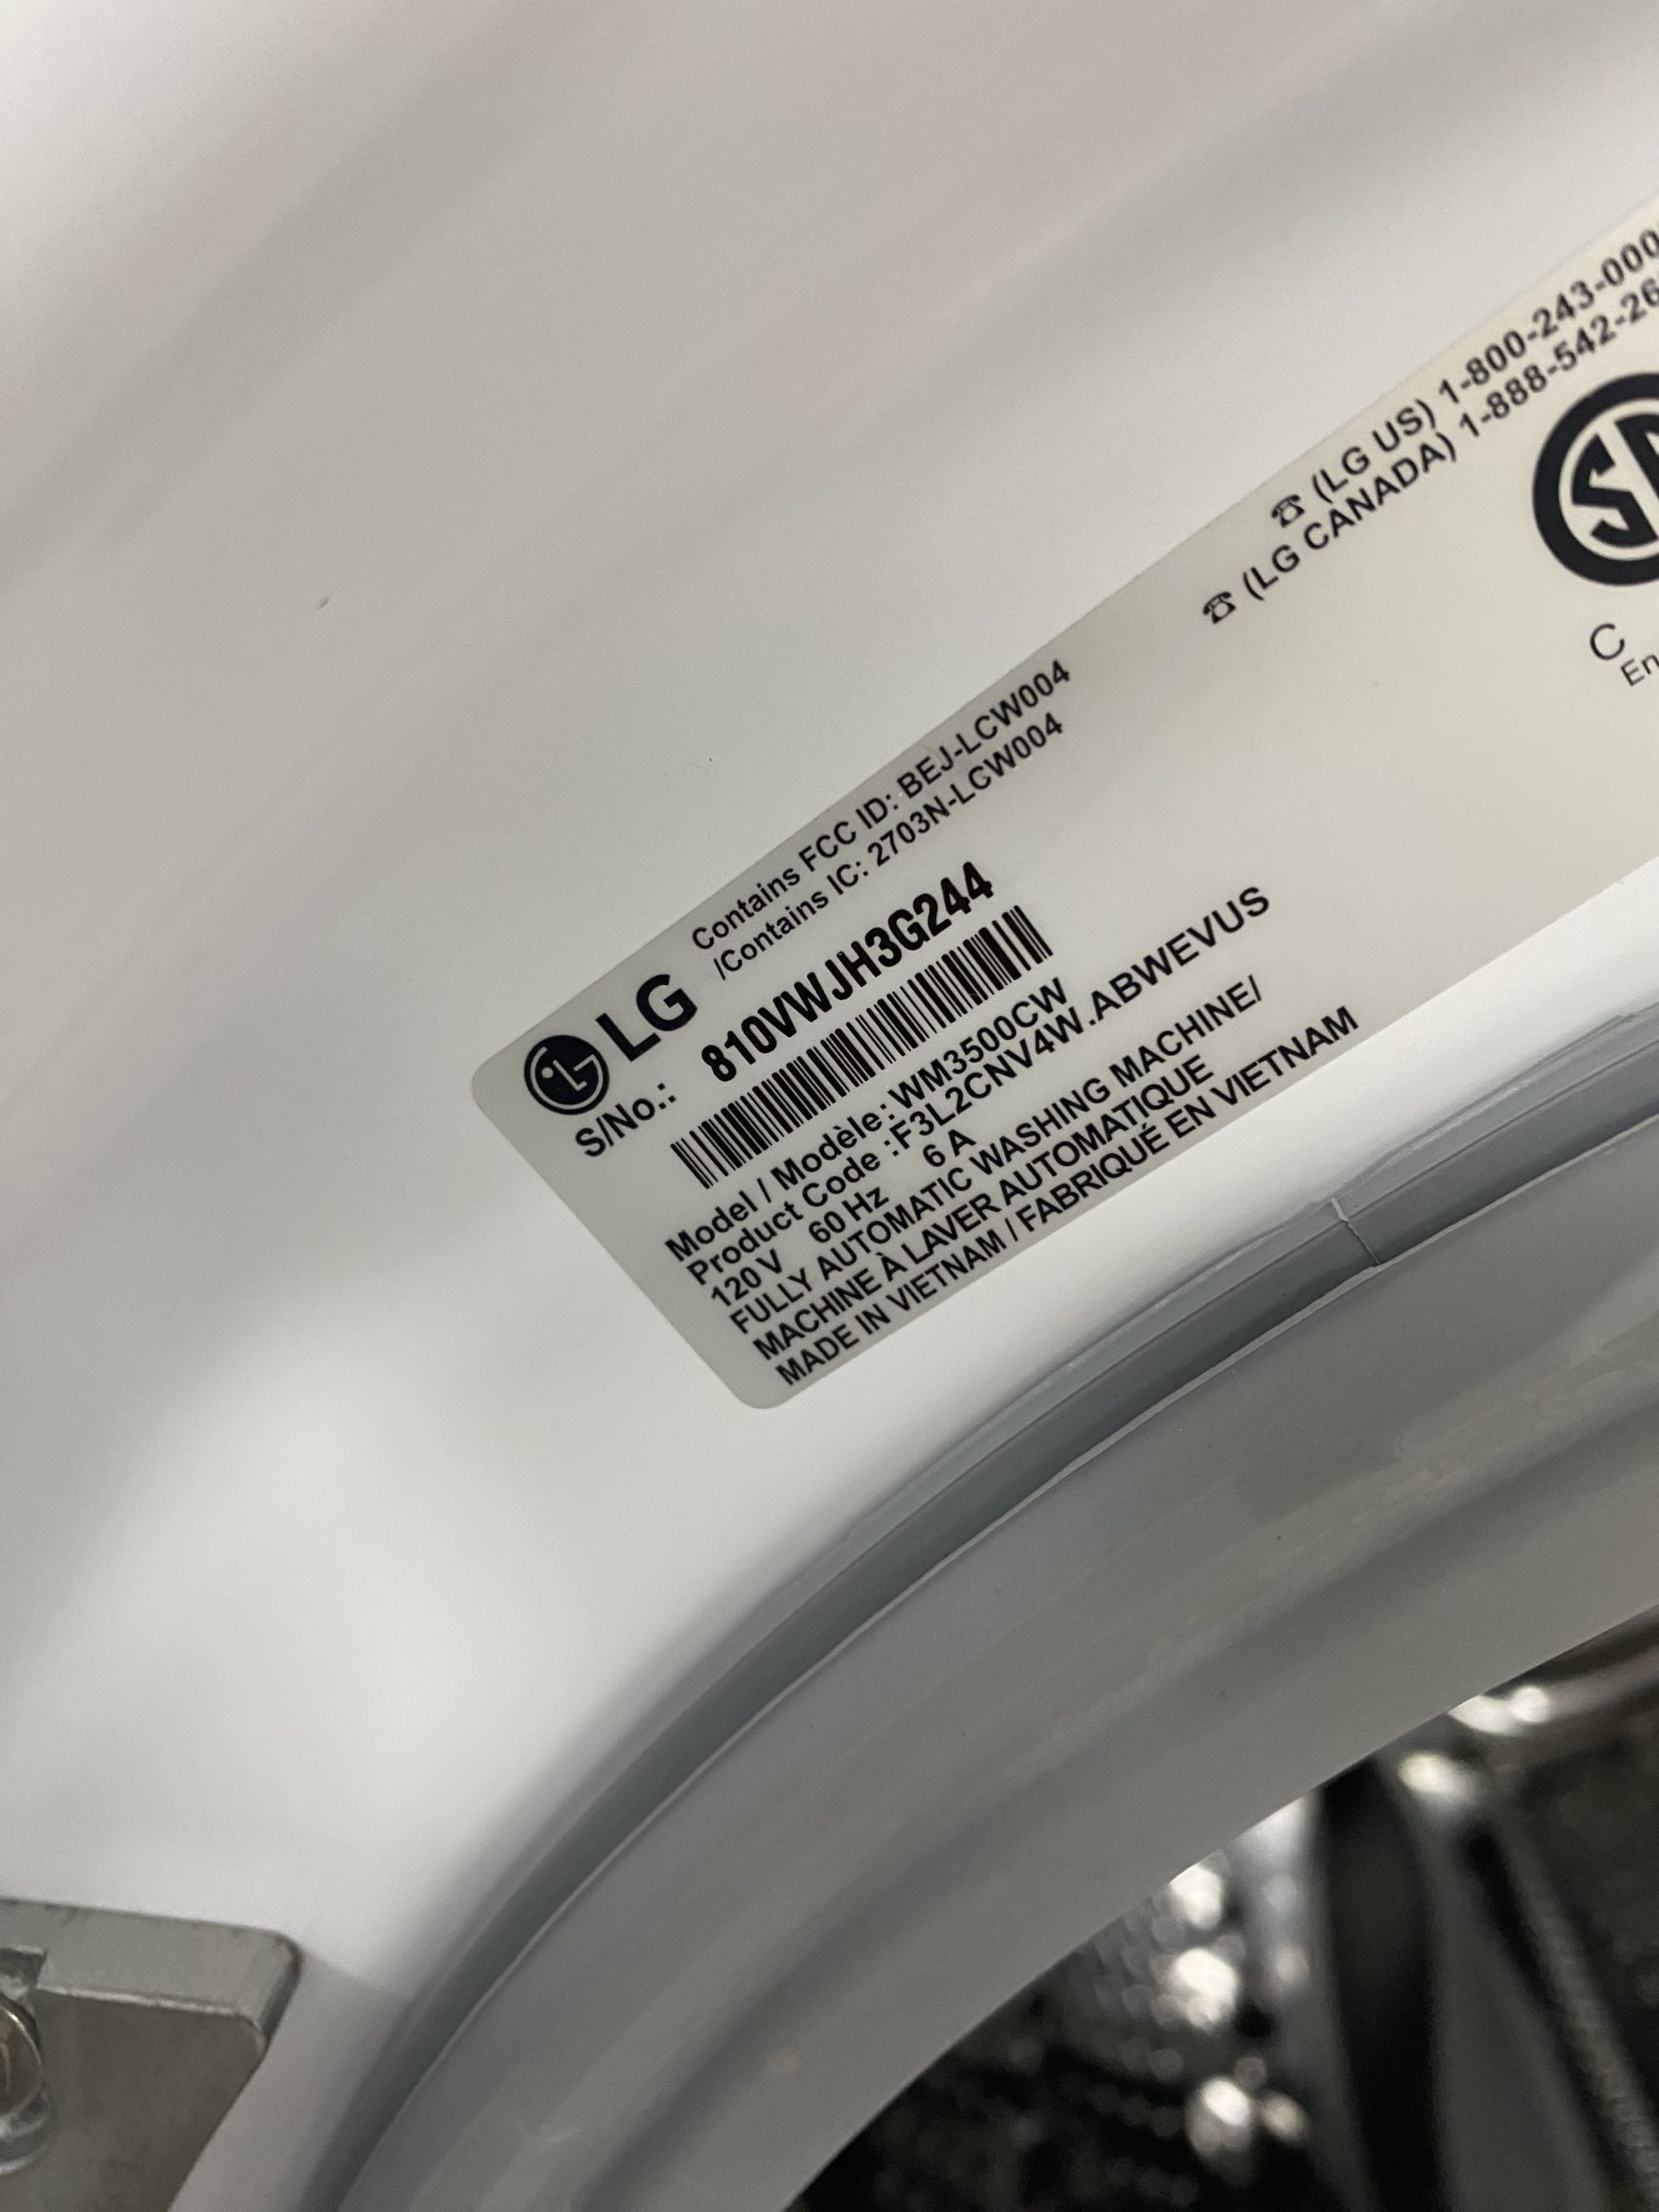 LG
Contains FCC ID: BEJ-LCW004
/Contains IC: 2703N-LCW004
S/No.: 810VWJH3G244
Model / Modèle: WM3500CW
Product Code :F3L2CNV4W.ABWEVUS
120 V 60 Hz 6 A
FULLY AUTOMATIC WASHING MACHINE/
MACHINE À LAVER AUTOMATIQUE
MADE IN VIETNAM / FABRIQUÉ EN VIETNAM
☎ (LG US) 1-800-243-000
☎ (LG CANADA) 1-888-542-26
C
En